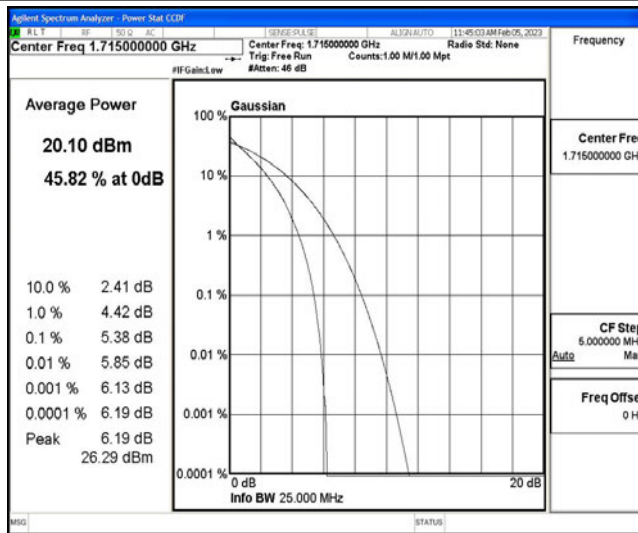 Agilent Spectrum Analyzer - Power Stat CCDF
RLT RF 50 Ω AC SENSE:PULSE ALIGNAUTO 11:45:03 AM Feb 05, 2023
Center Freq 1.715000000 GHz
Center Freq: 1.715000000 GHz Radio Std: None
Trig: Free Run Counts:1.00 M/1.00 Mpt
#IFGain:Low #Atten: 46 dB
Frequency
Average Power
20.10 dBm
45.82 % at 0dB
10.0 % 2.41 dB
1.0 % 4.42 dB
0.1 % 5.38 dB
0.01 % 5.85 dB
0.001 % 6.13 dB
0.0001 % 6.19 dB
Peak 6.19 dB
26.29 dBm
Gaussian
100 %
10 %
1 %
0.1 %
0.01 %
0.001 %
0.0001 %
0 dB 20 dB
Info BW 25.000 MHz
Center Fre
1.715000000 GH
CF Step
5.000000 MH
Auto Ma
Freq Offse
0 H
MSG STATUS